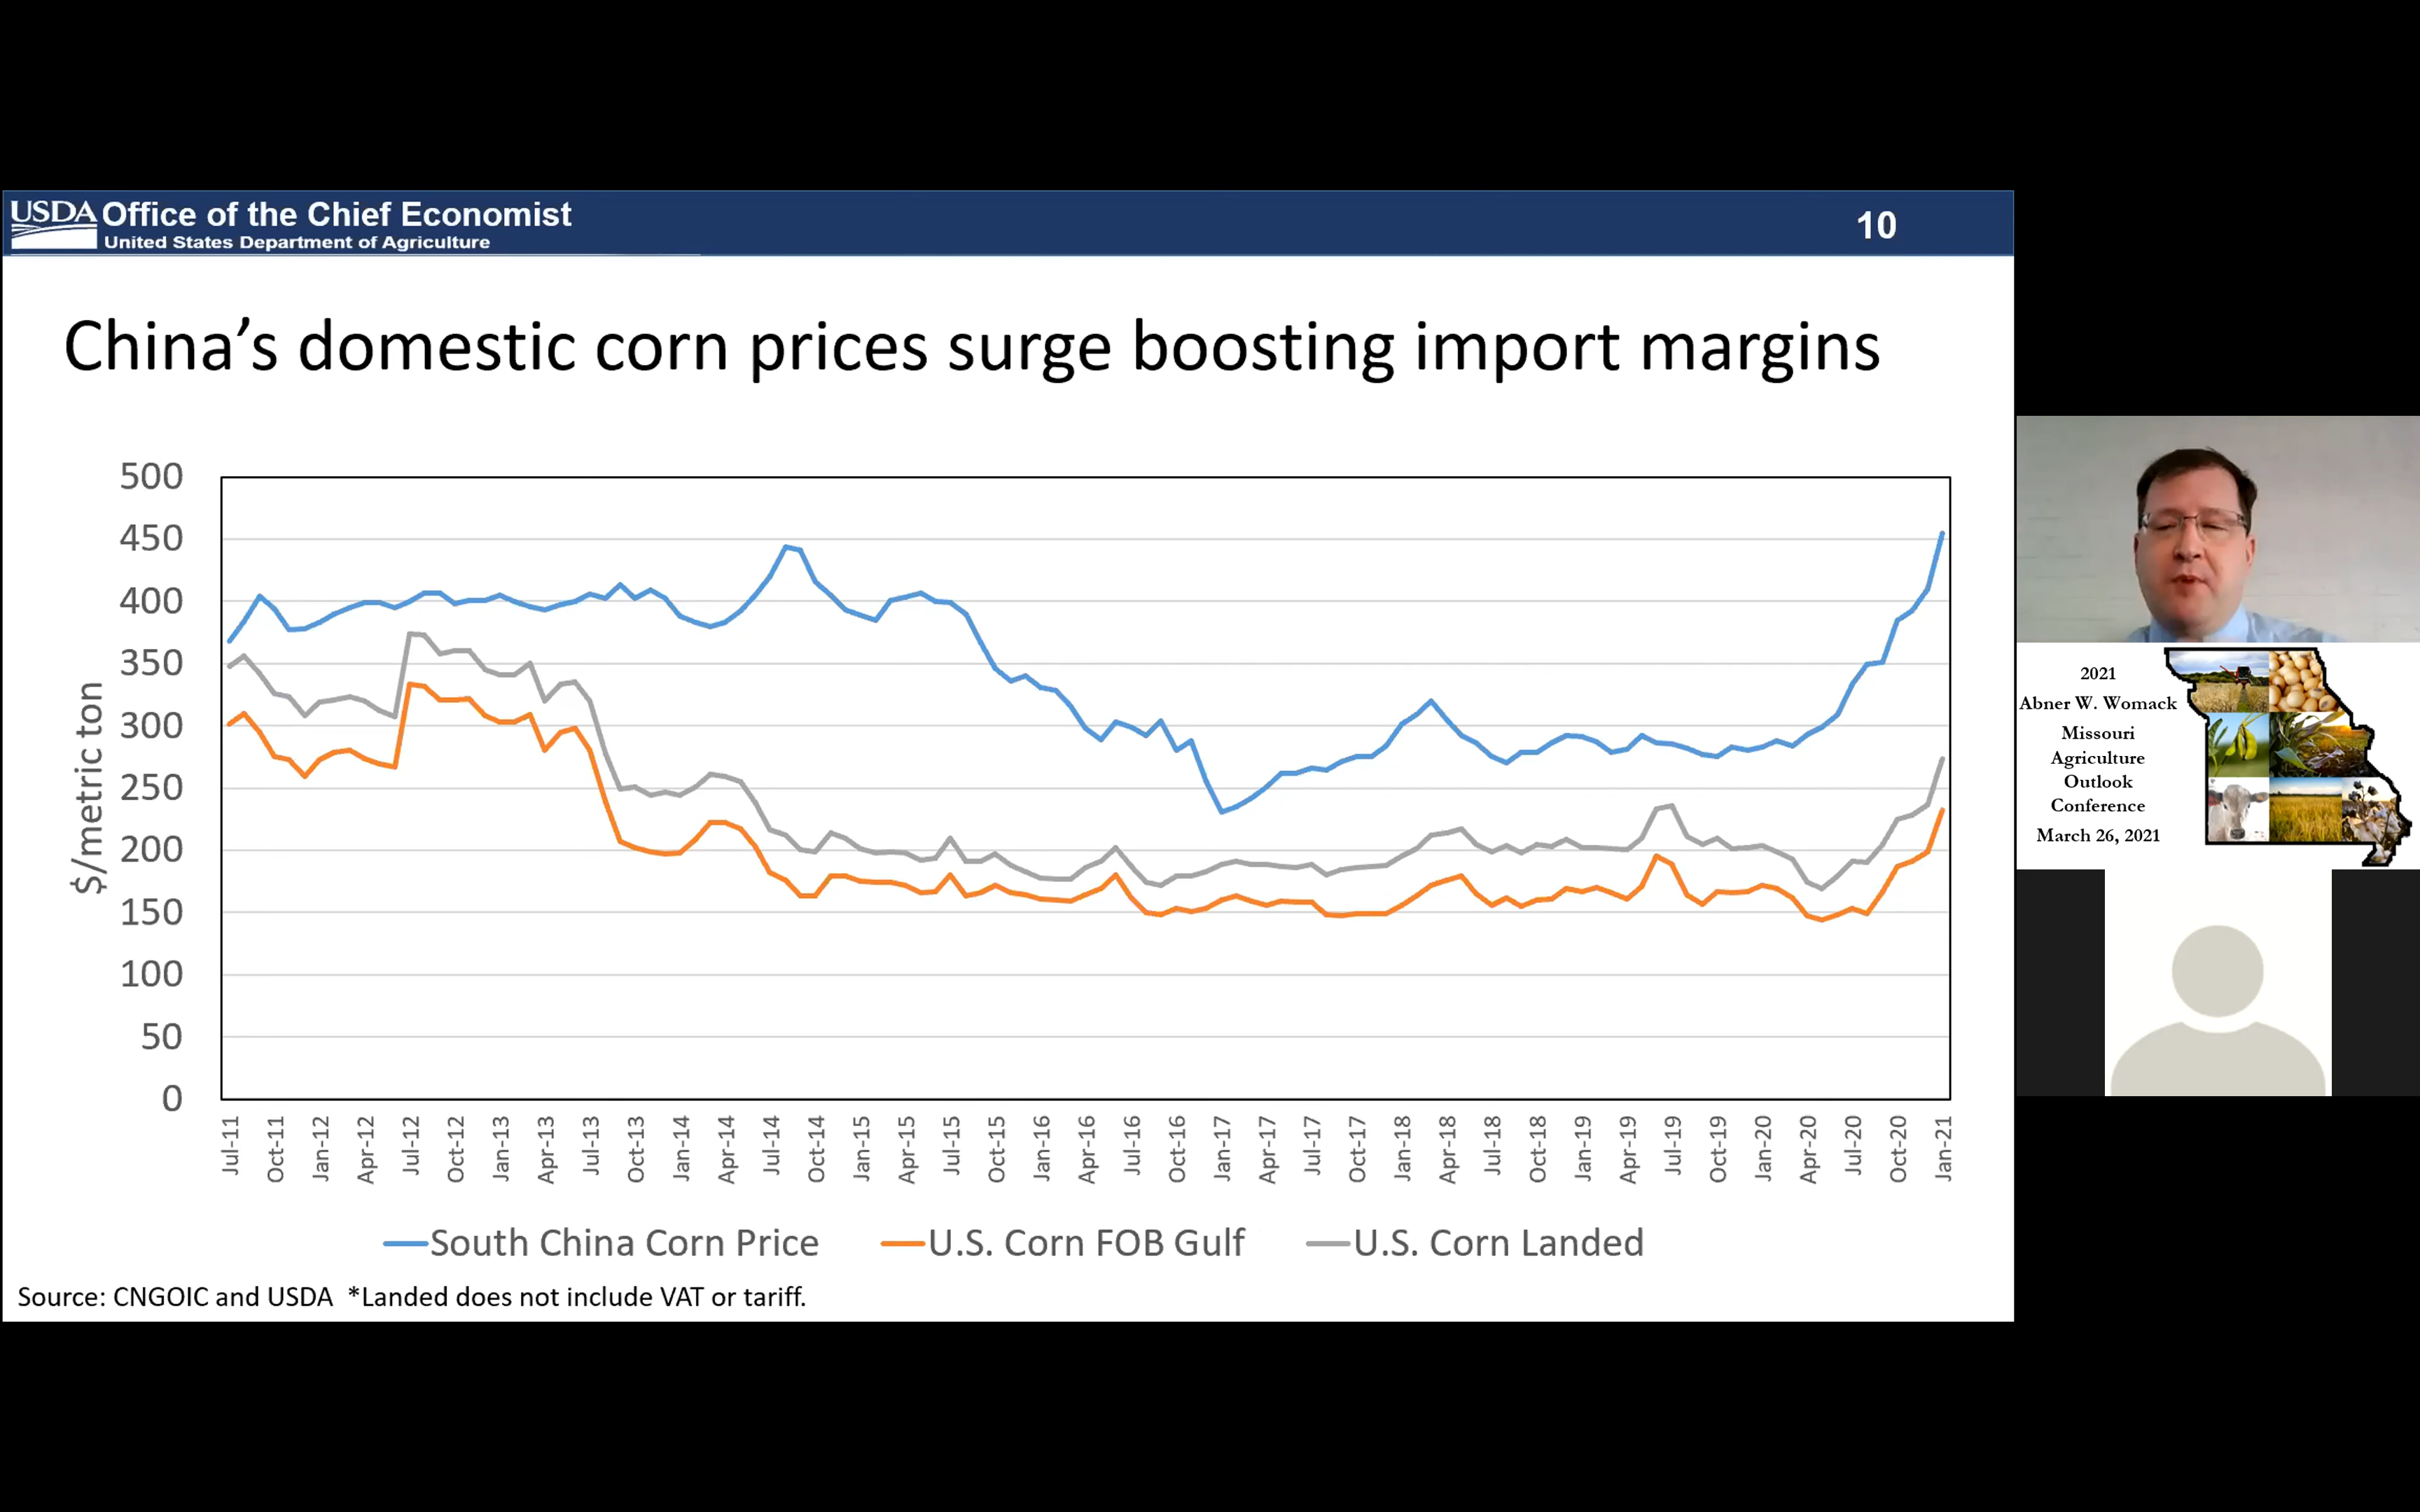 USDA Office of the Chief Economist
United States Department of Agriculture
10
China’s domestic corn prices surge boosting import margins
$/metric ton
500
450
400
350
300
250
200
150
100
50
0
Jul-11
Oct-11
Jan-12
Apr-12
Jul-12
Oct-12
Jan-13
Apr-13
Jul-13
Oct-13
Jan-14
Apr-14
Jul-14
Oct-14
Jan-15
Apr-15
Jul-15
Oct-15
Jan-16
Apr-16
Jul-16
Oct-16
Jan-17
Apr-17
Jul-17
Oct-17
Jan-18
Apr-18
Jul-18
Oct-18
Jan-19
Apr-19
Jul-19
Oct-19
Jan-20
Apr-20
Jul-20
Oct-20
Jan-21
South China Corn Price
U.S. Corn FOB Gulf
U.S. Corn Landed
Source: CNGOIC and USDA *Landed does not include VAT or tariff.
2021
Abner W. Womack
Missouri
Agriculture
Outlook
Conference
March 26, 2021